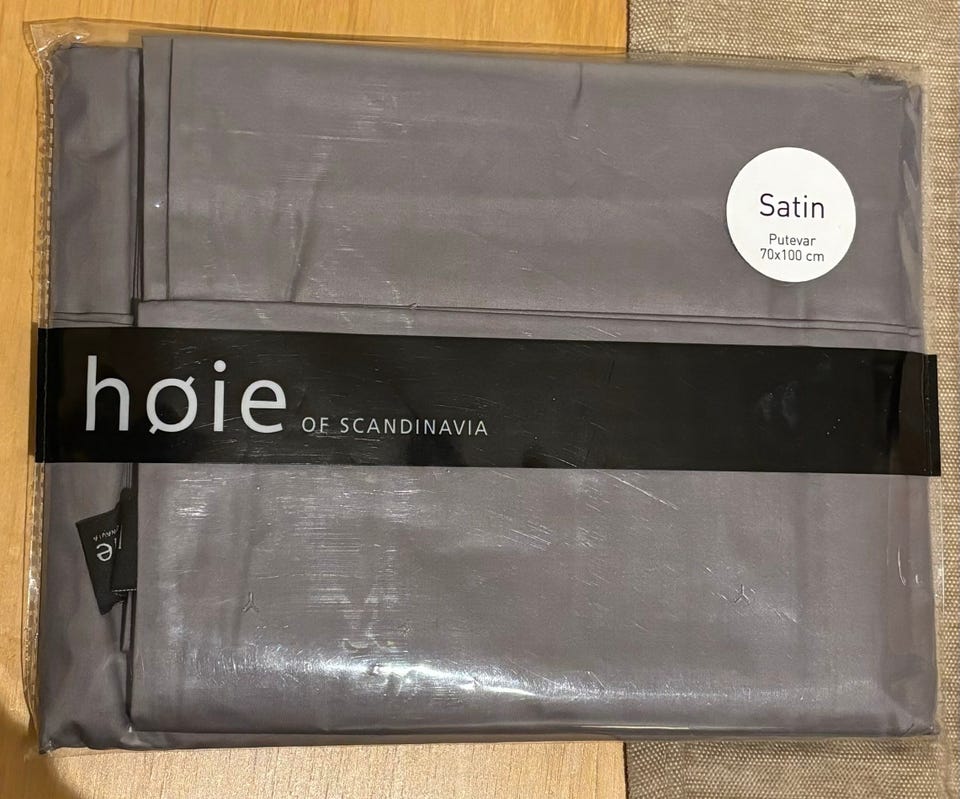 Satin
Putevar
70x100 cm
høie OF SCANDINAVIA